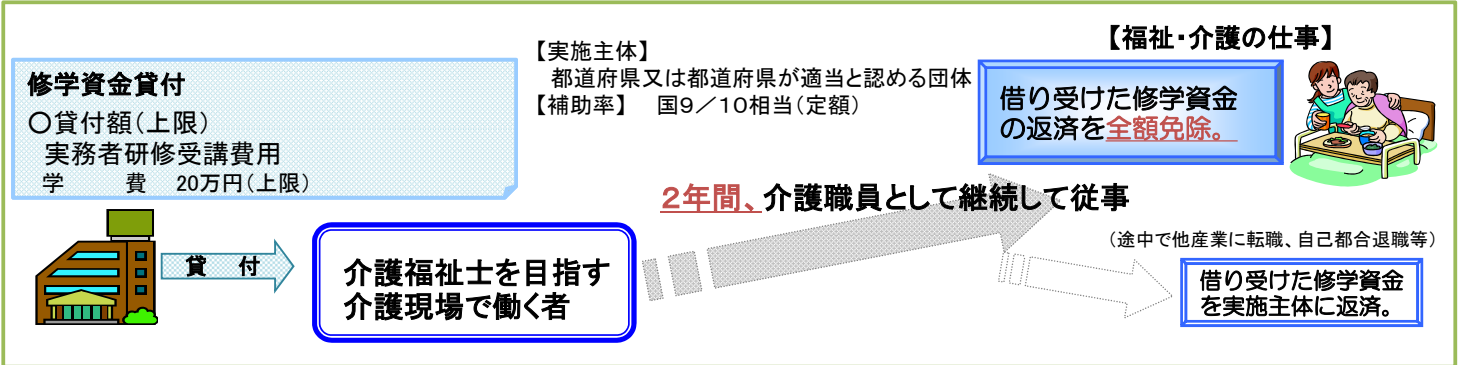 修学資金貸付
○貸付額(上限)
実務者研修受講費用
学　　　費　20万円(上限)
【実施主体】
都道府県又は都道府県が適当と認める団体
【補助率】　国9／10相当(定額)
【福祉・介護の仕事】
借り受けた修学資金
の返済を全額免除。
2年間、介護職員として継続して従事
貸　付
介護福祉士を目指す
介護現場で働く者
(途中で他産業に転職、自己都合退職等)
借り受けた修学資金
を実施主体に返済。